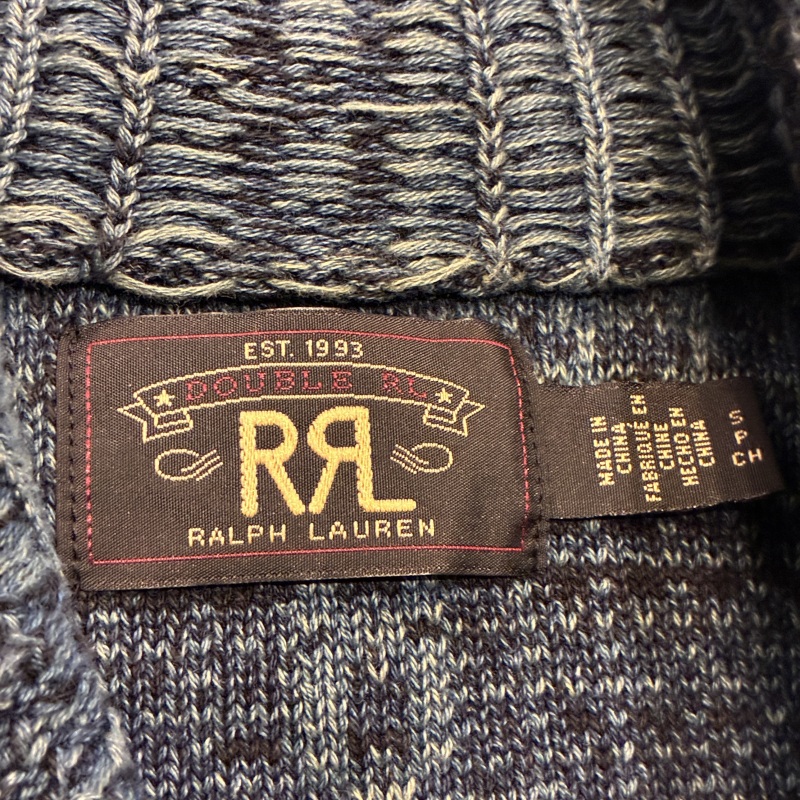 EST. 1993
DOUBLE RL
RRL
RALPH LAUREN
MADE IN
CHINA
FABRIQUÉ EN
CHINE
HECHO EN
CHINA
S
P
CH